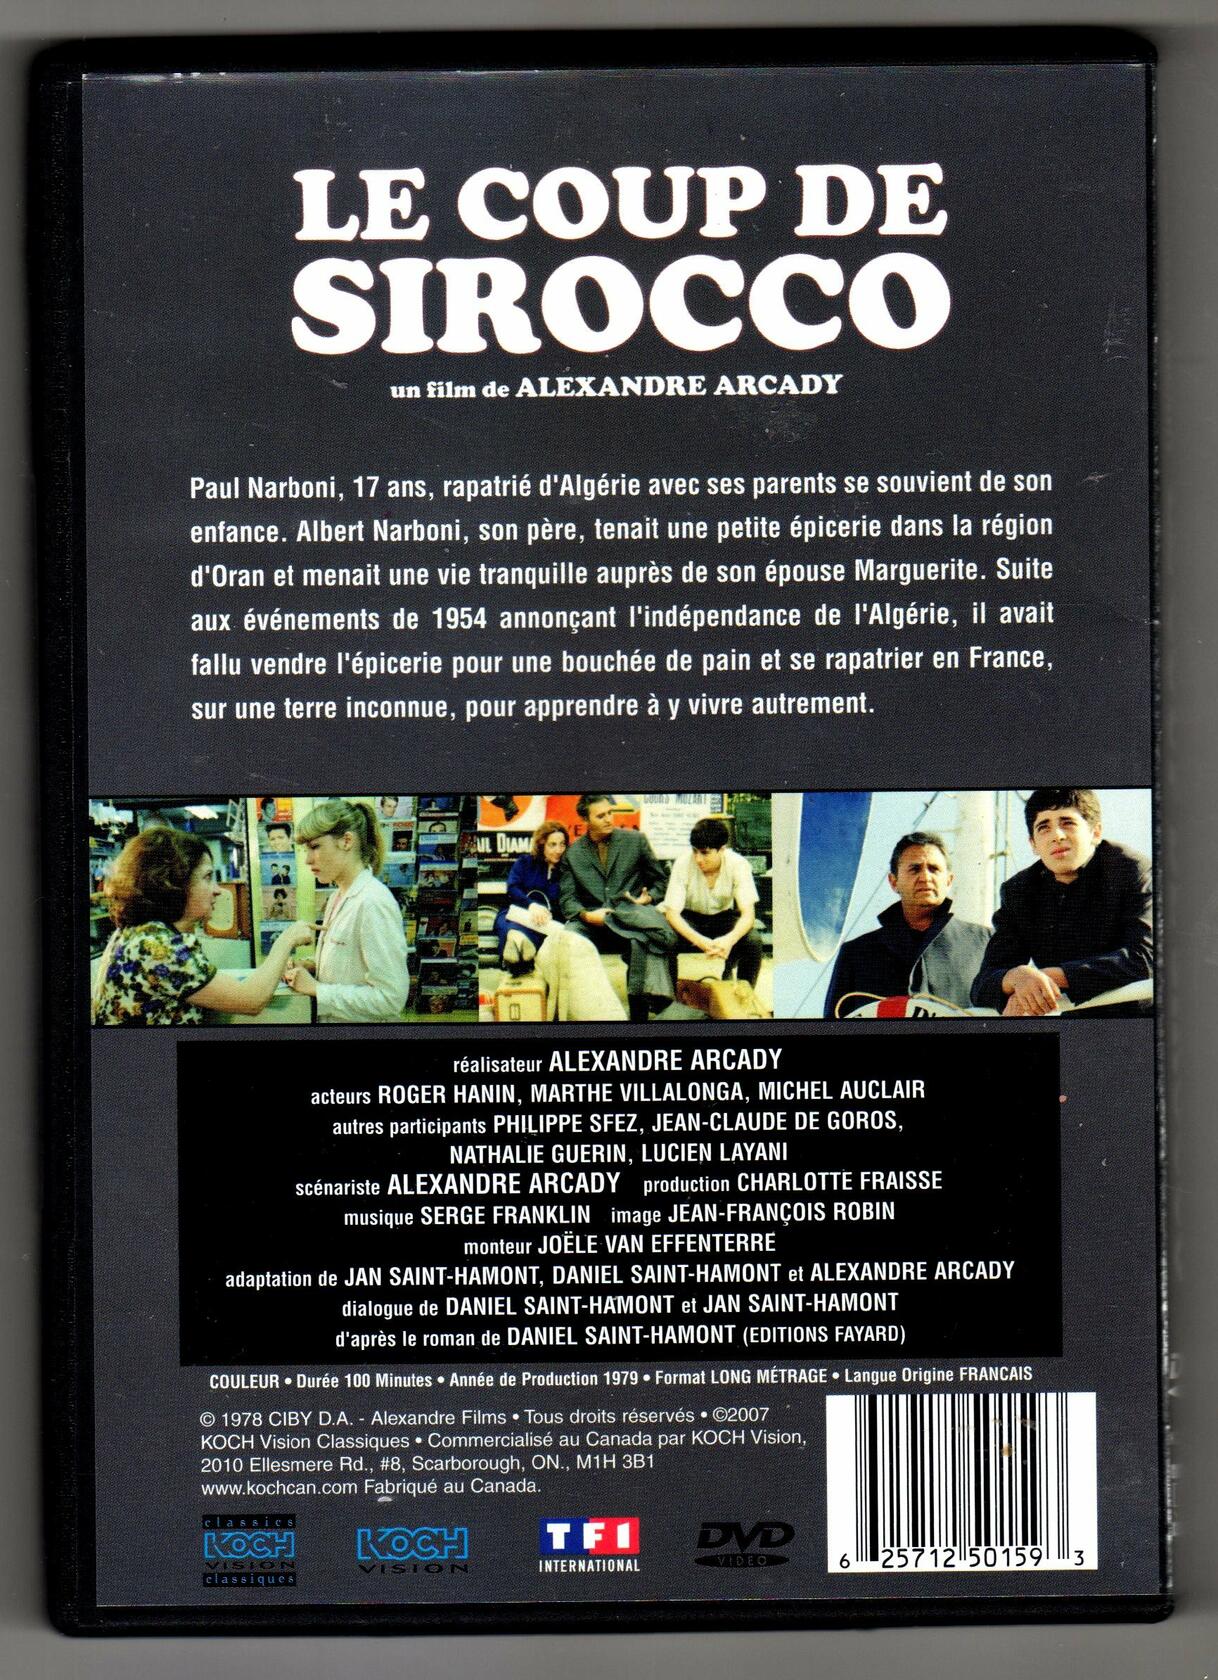 LE COUP DE
SIROCCO
un film de ALEXANDRE ARCADY
Paul Narboni, 17 ans, rapatrié d'Algérie avec ses parents se souvient de son
enfance. Albert Narboni, son père, tenait une petite épicerie dans la région
d'Oran et menait une vie tranquille auprès de son épouse Marguerite. Suite
aux événements de 1954 annonçant l'indépendance de l'Algérie, il avait
fallu vendre l'épicerie pour une bouchée de pain et se rapatrier en France,
sur une terre inconnue, pour apprendre à y vivre autrement.
COURS MOZART
UL DIAMA
réalisateur ALEXANDRE ARCADY
acteurs ROGER HANIN, MARTHE VILLALONGA, MICHEL AUCLAIR
autres participants PHILIPPE SFEZ, JEAN-CLAUDE DE GOROS,
NATHALIE GUERIN, LUCIEN LAYANI
scénariste ALEXANDRE ARCADY production CHARLOTTE FRAISSE
musique SERGE FRANKLIN image JEAN-FRANÇOIS ROBIN
monteur JOËLE VAN EFFENTERRE
adaptation de JAN SAINT-HAMONT, DANIEL SAINT-HAMONT et ALEXANDRE ARCADY
dialogue de DANIEL SAINT-HAMONT et JAN SAINT-HAMONT
d'après le roman de DANIEL SAINT-HAMONT (EDITIONS FAYARD)
COULEUR • Durée 100 Minutes • Année de Production 1979 • Format LONG MÉTRAGE • Langue Origine FRANCAIS
© 1978 CIBY D.A. - Alexandre Films • Tous droits réservés • ©2007
KOCH Vision Classiques • Commercialisé au Canada par KOCH Vision,
2010 Ellesmere Rd., #8, Scarborough, ON., M1H 3B1
www.kochcan.com Fabriqué au Canada.
classics
KOCH
VISION
classiques
KOCH
VISION
TF1
INTERNATIONAL
DVD
VIDEO
6 25712 50159 3